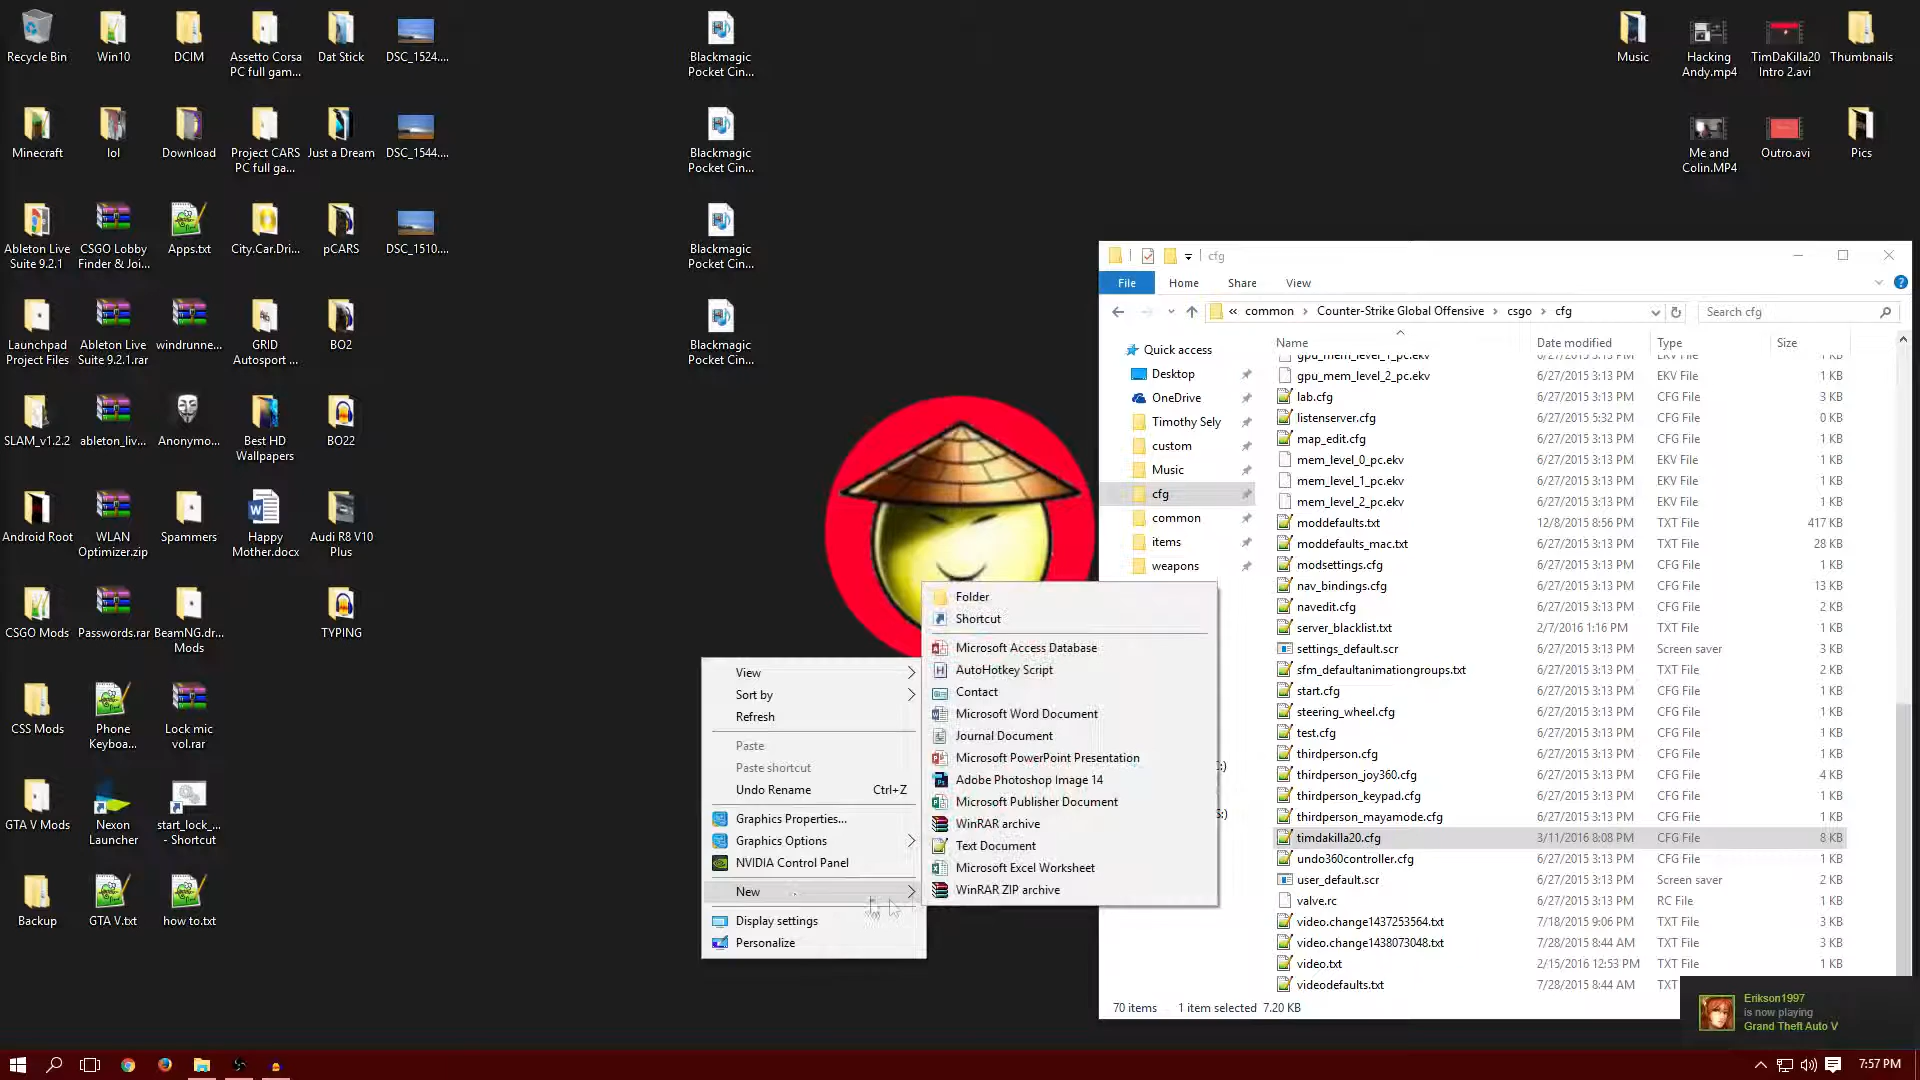 Recycle Bin
Win10
DCIM
Assetto Corsa
PC full gam...
Dat Stick
DSC_1524....
Blackmagic
Pocket Cin...
Music
Hacking
Andy.mp4
TimDaKilla20
Intro 2.avi
Thumbnails
Minecraft
lol
Download
Project CARS
PC full ga...
Just a Dream
DSC_1544....
Blackmagic
Pocket Cin...
Me and
Colin.MP4
Outro.avi
Pics
Ableton Live
Suite 9.2.1
CSGO Lobby
Finder & Joi...
Apps.txt
City.Car.Dri...
pCARS
DSC_1510....
Blackmagic
Pocket Cin...
Launchpad
Project Files
Ableton Live
Suite 9.2.1.rar
windrunne...
GRID
Autosport ...
BO2
Blackmagic
Pocket Cin...
SLAM_v1.2.2
ableton_liv...
Anonymo...
Best HD
Wallpapers
BO22
Android Root
WLAN
Optimizer.zip
Spammers
Happy
Mother.docx
Audi R8 V10
Plus
CSGO Mods
Passwords.rar
BeamNG.dr...
Mods
TYPING
CSS Mods
Phone
Keyboa...
Lock mic
vol.rar
GTA V Mods
Nexon
Launcher
start_lock_...
- Shortcut
Backup
GTA V.txt
how to.txt
View
Sort by
Refresh
Paste
Paste shortcut
Undo Rename Ctrl+Z
Graphics Properties...
Graphics Options
NVIDIA Control Panel
New
Display settings
Personalize
Folder
Shortcut
Microsoft Access Database
AutoHotkey Script
Contact
Microsoft Word Document
Journal Document
Microsoft PowerPoint Presentation
Adobe Photoshop Image 14
Microsoft Publisher Document
WinRAR archive
Text Document
Microsoft Excel Worksheet
WinRAR ZIP archive
cfg
File Home Share View
« common › Counter-Strike Global Offensive › csgo › cfg
Search cfg
Quick access
Desktop
OneDrive
Timothy Sely
custom
Music
cfg
common
items
weapons
:)
;)
Name Date modified Type Size
gpu_mem_level_1_pc.ekv 6/27/2015 3:13 PM EKV File 1 KB
gpu_mem_level_2_pc.ekv 6/27/2015 3:13 PM EKV File 1 KB
lab.cfg 6/27/2015 3:13 PM CFG File 3 KB
listenserver.cfg 6/27/2015 5:32 PM CFG File 0 KB
map_edit.cfg 6/27/2015 3:13 PM CFG File 1 KB
mem_level_0_pc.ekv 6/27/2015 3:13 PM EKV File 1 KB
mem_level_1_pc.ekv 6/27/2015 3:13 PM EKV File 1 KB
mem_level_2_pc.ekv 6/27/2015 3:13 PM EKV File 1 KB
moddefaults.txt 12/8/2015 8:56 PM TXT File 417 KB
moddefaults_mac.txt 6/27/2015 3:13 PM TXT File 28 KB
modsettings.cfg 6/27/2015 3:13 PM CFG File 1 KB
nav_bindings.cfg 6/27/2015 3:13 PM CFG File 13 KB
navedit.cfg 6/27/2015 3:13 PM CFG File 2 KB
server_blacklist.txt 2/7/2016 1:16 PM TXT File 1 KB
settings_default.scr 6/27/2015 3:13 PM Screen saver 3 KB
sfm_defaultanimationgroups.txt 6/27/2015 3:13 PM TXT File 2 KB
start.cfg 6/27/2015 3:13 PM CFG File 1 KB
steering_wheel.cfg 6/27/2015 3:13 PM CFG File 2 KB
test.cfg 6/27/2015 3:13 PM CFG File 1 KB
thirdperson.cfg 6/27/2015 3:13 PM CFG File 1 KB
thirdperson_joy360.cfg 6/27/2015 3:13 PM CFG File 4 KB
thirdperson_keypad.cfg 6/27/2015 3:13 PM CFG File 1 KB
thirdperson_mayamode.cfg 6/27/2015 3:13 PM CFG File 1 KB
timdakilla20.cfg 3/11/2016 8:08 PM CFG File 8 KB
undo360controller.cfg 6/27/2015 3:13 PM CFG File 2 KB
user_default.scr 6/27/2015 3:13 PM Screen saver 2 KB
valve.rc 6/27/2015 3:13 PM RC File 1 KB
video.change1437253564.txt 7/18/2015 9:06 PM TXT File 3 KB
video.change1438073048.txt 7/28/2015 8:44 AM TXT File 3 KB
video.txt 2/15/2016 12:53 PM TXT File 1 KB
videodefaults.txt 7/28/2015 8:44 AM TXT
70 items 1 item selected 7.20 KB
Erikson1997
is now playing
Grand Theft Auto V
7:57 PM